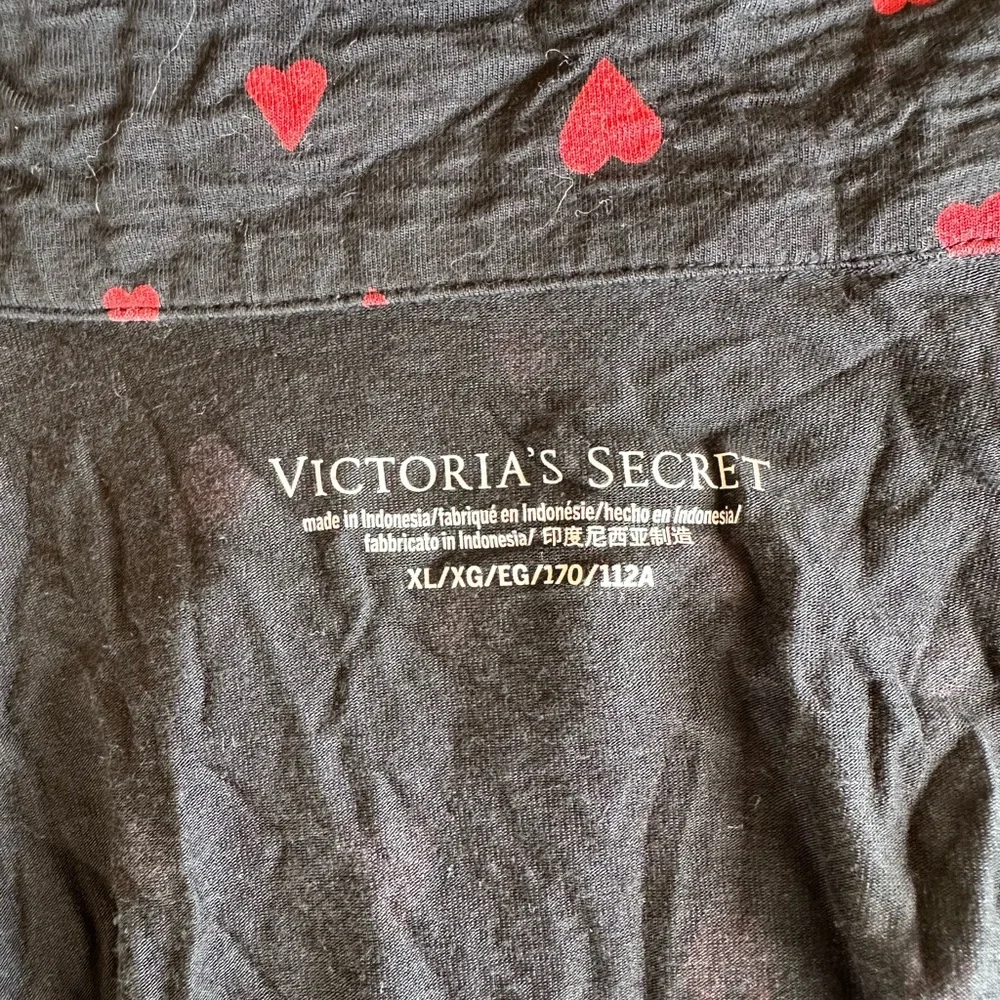 VICTORIA'S SECRET
made in Indonesia/fabriqué en Indonésie/hecho en Indonesia/
fabbricato in Indonesia/ 印度尼西亚制造
XL/XG/EG/170/112A